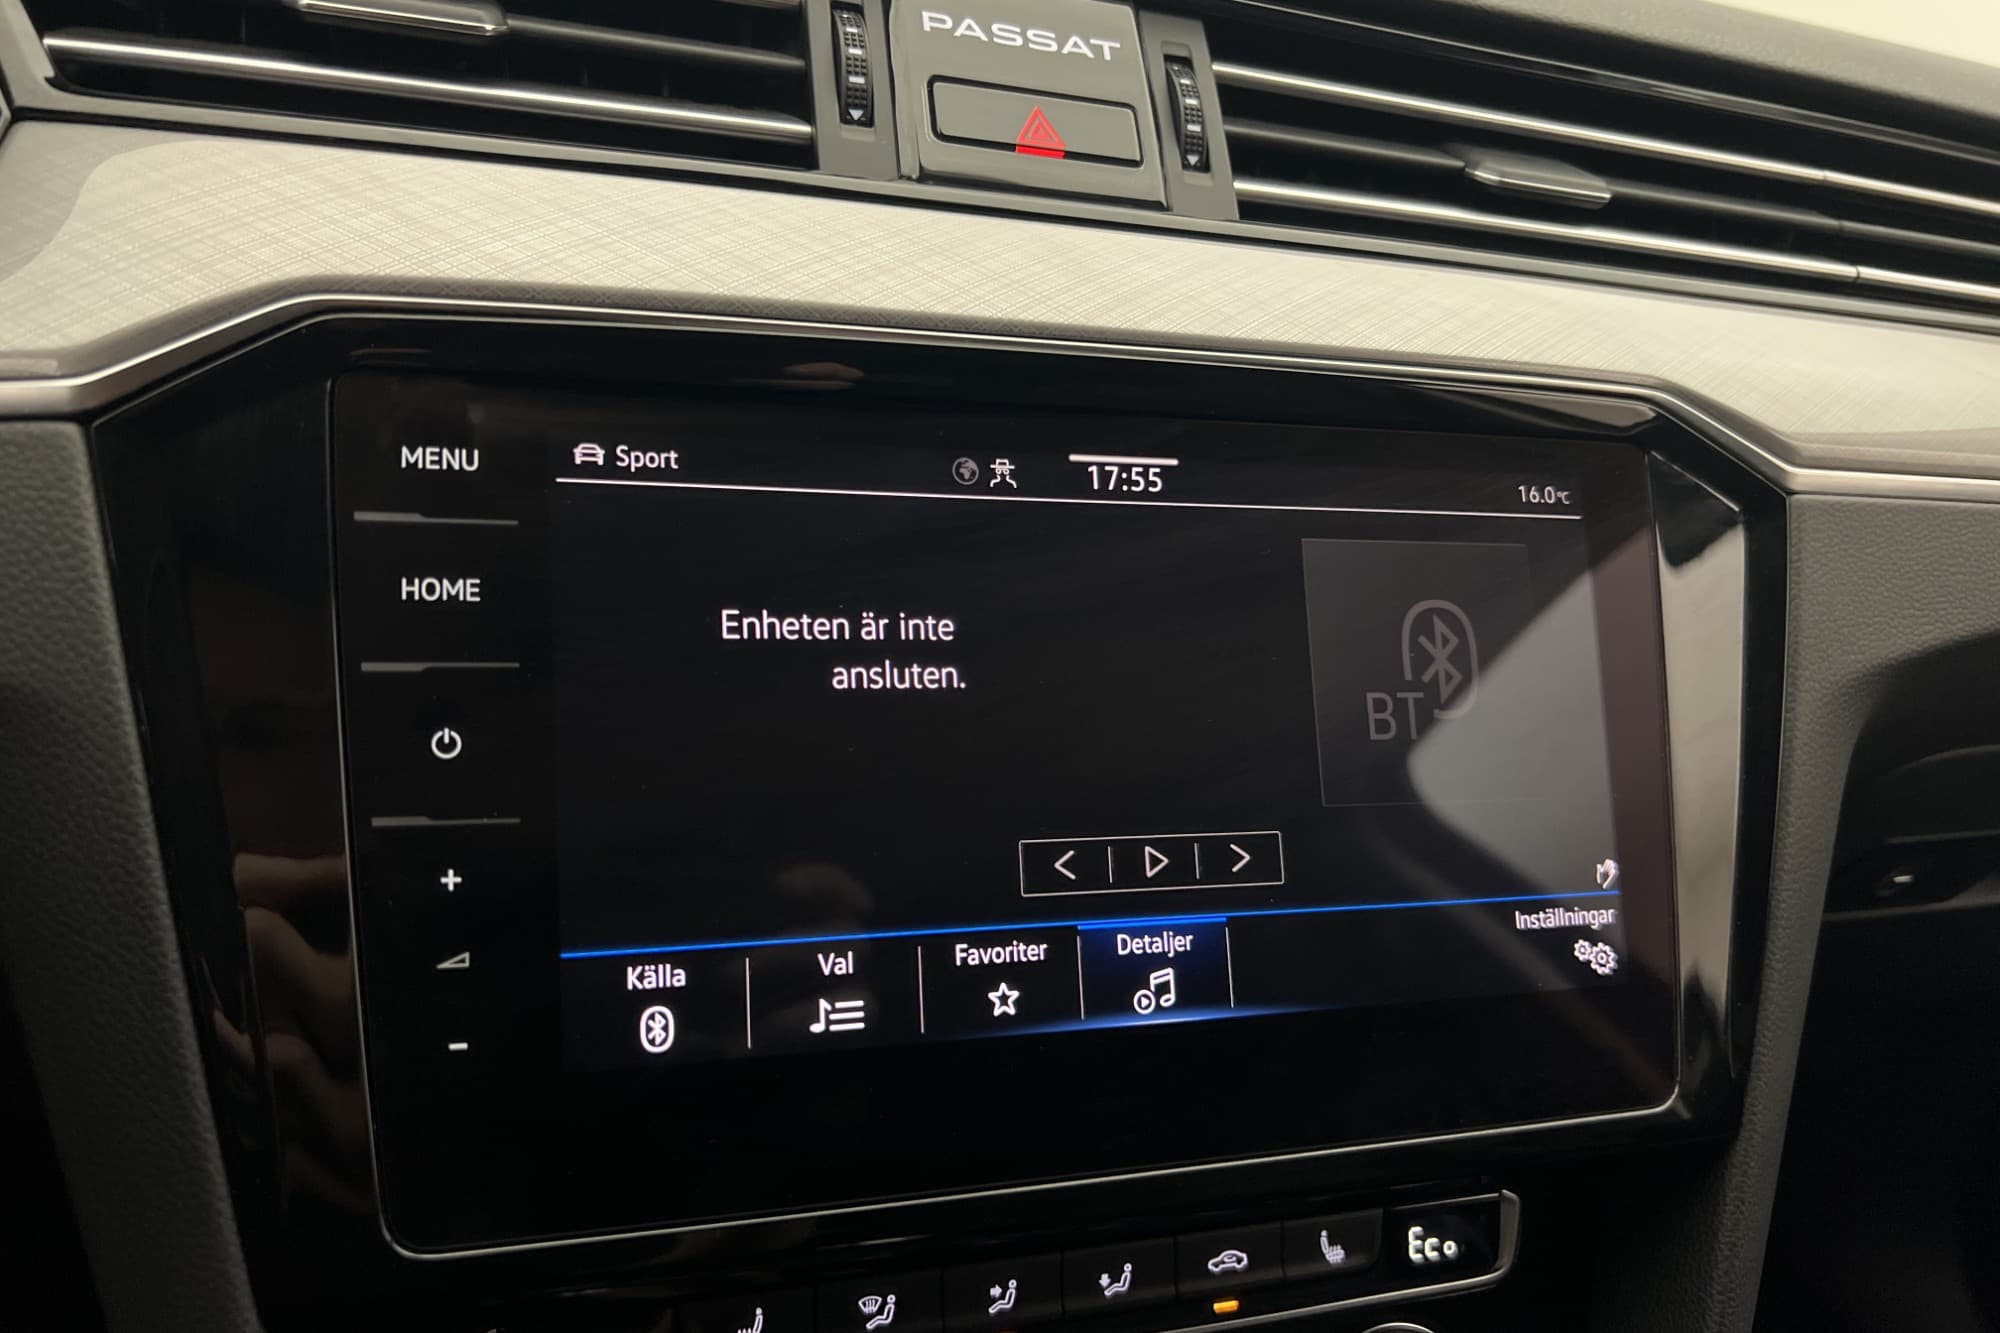 PASSAT
MENU
HOME
Sport
17:55
16.0°C
Enheten är inte
ansluten.
BT
+
-
Källa
Val
Favoriter
Detaljer
Inställningar
Eco